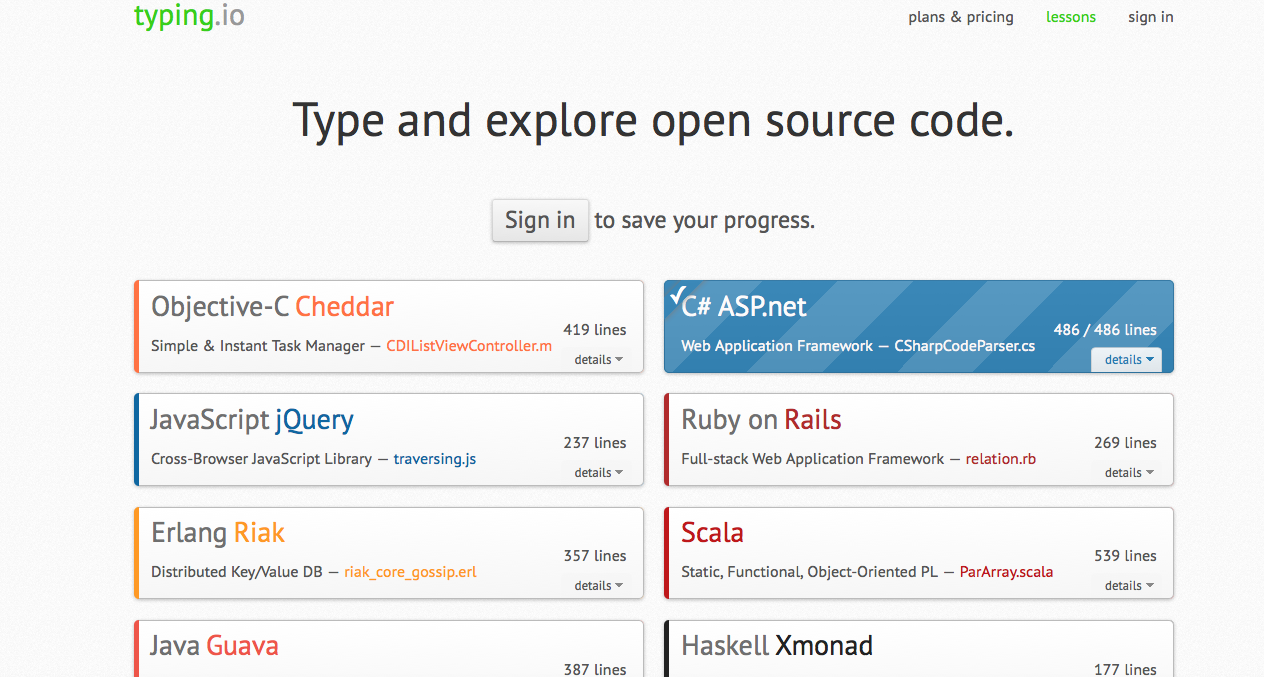 typing.io
plans & pricing
lessons
sign in
Type and explore open source code.
Sign in to save your progress.
Objective-C Cheddar
419 lines
Simple & Instant Task Manager — CDIListViewController.m
details
C# ASP.net
486 / 486 lines
Web Application Framework — CSharpCodeParser.cs
details
JavaScript jQuery
237 lines
Cross-Browser JavaScript Library — traversing.js
details
Ruby on Rails
269 lines
Full-stack Web Application Framework — relation.rb
details
Erlang Riak
357 lines
Distributed Key/Value DB — riak_core_gossip.erl
details
Scala
539 lines
Static, Functional, Object-Oriented PL — ParArray.scala
details
Java Guava
387 lines
Haskell Xmonad
177 lines